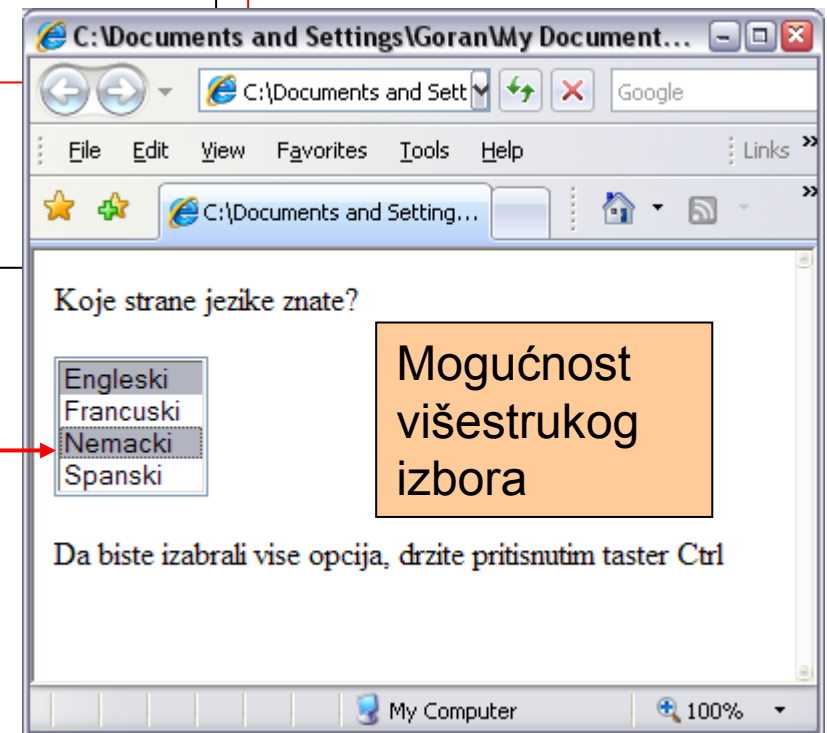 C:\Documents and Settings\Goran\My Document...
C:\Documents and Sett
Google
File Edit View Favorites Tools Help Links »
C:\Documents and Setting... »
Koje strane jezike znate?
Engleski
Francuski
Nemacki
Spanski
Mogućnost
višestrukog
izbora
Da biste izabrali vise opcija, drzite pritisnutim taster Ctrl
My Computer 100%